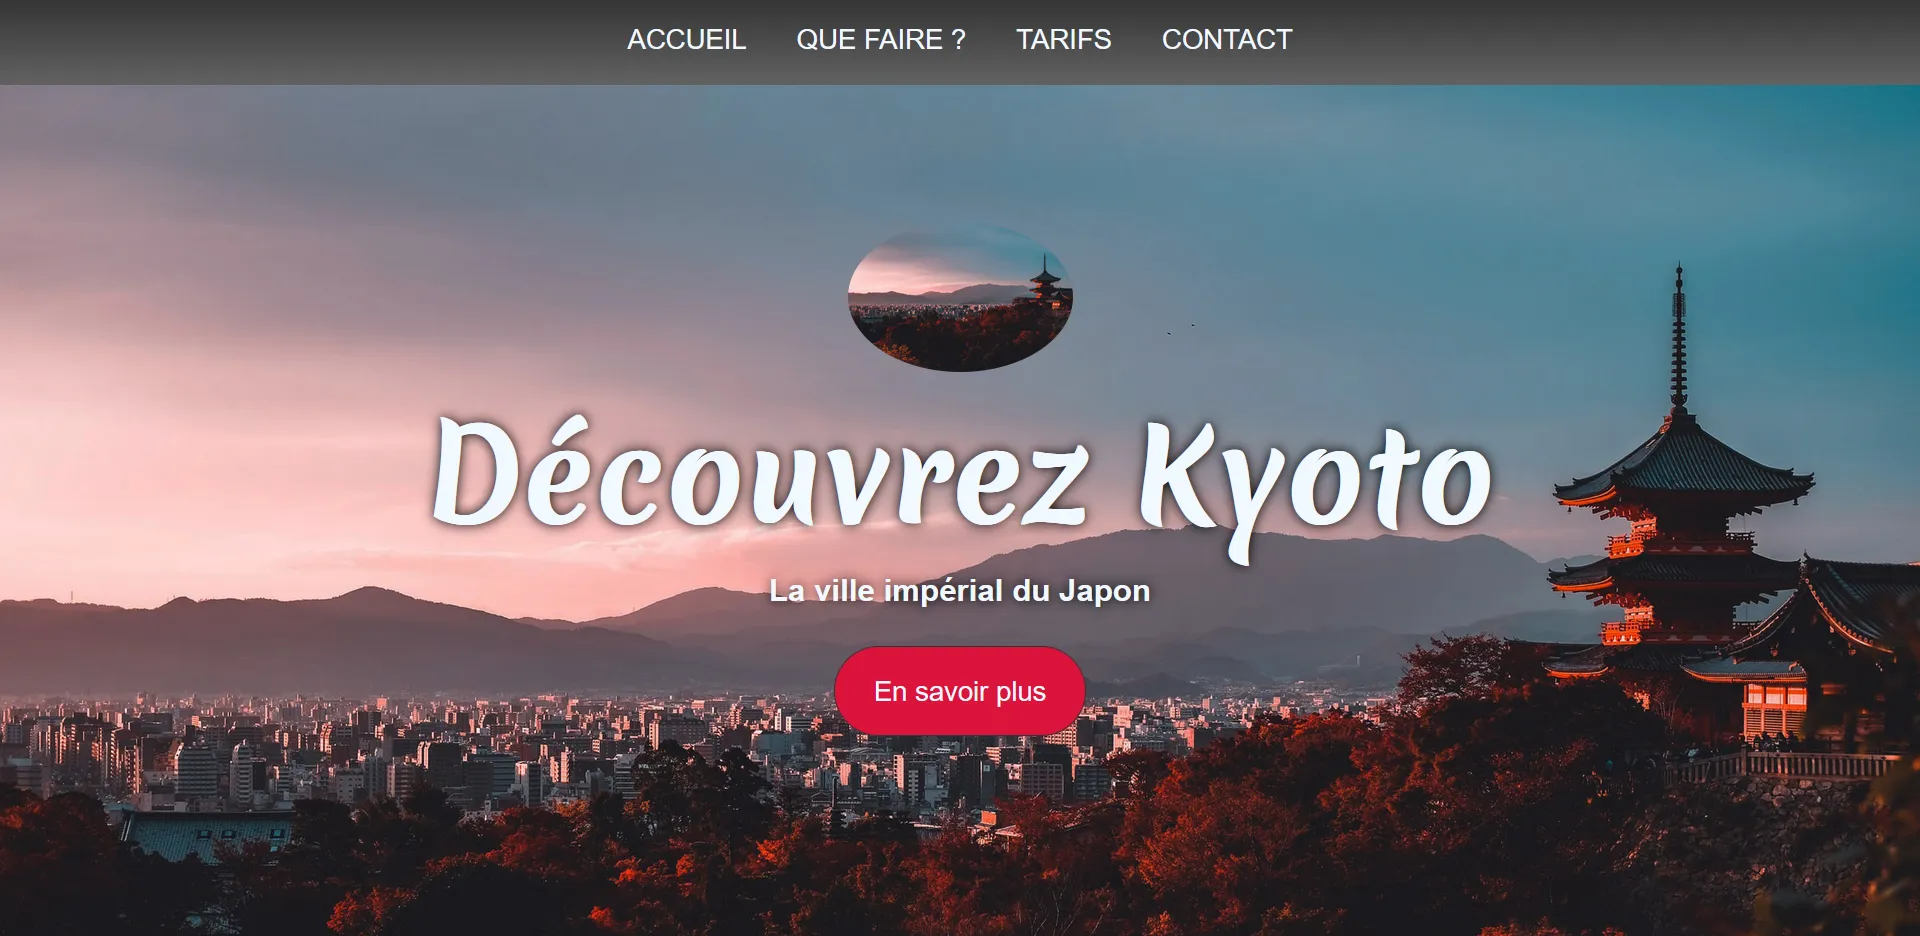 ACCUEIL QUE FAIRE ? TARIFS CONTACT
Découvrez Kyoto
La ville impérial du Japon
En savoir plus